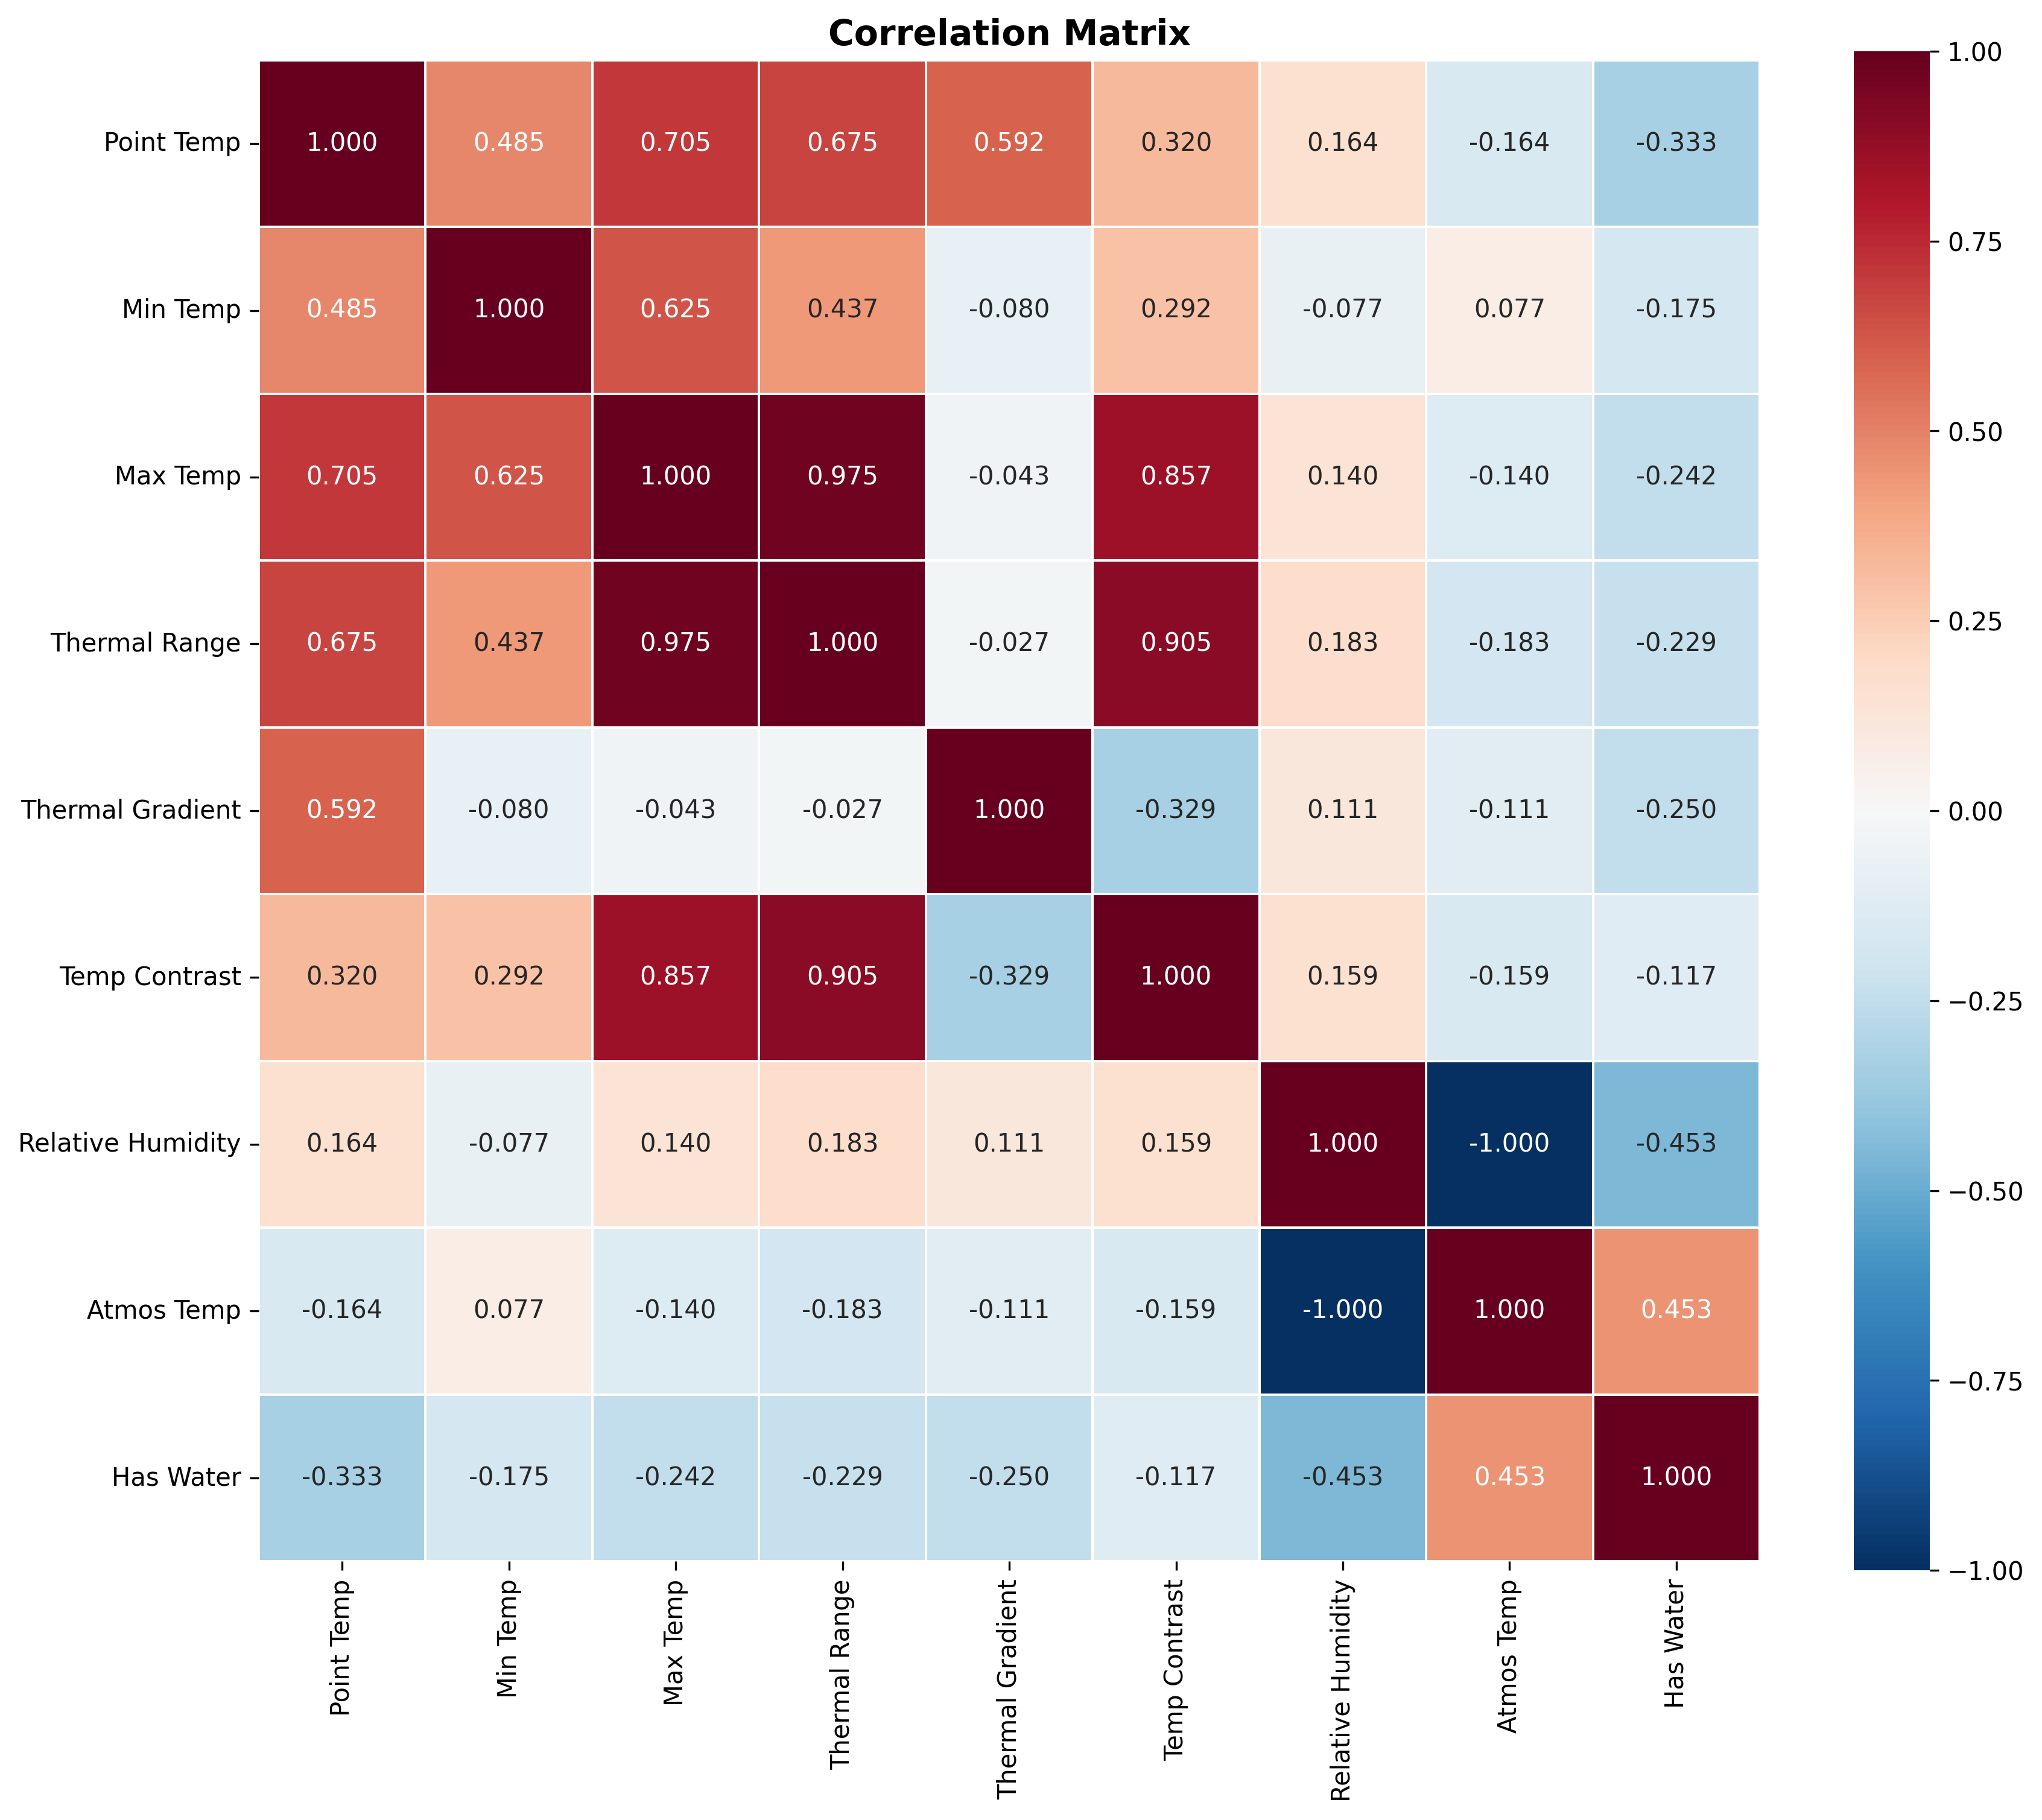 Correlation Matrix
Point Temp 1.000 0.485 0.705 0.675 0.592 0.320 0.164 -0.164 -0.333
Min Temp 0.485 1.000 0.625 0.437 -0.080 0.292 -0.077 0.077 -0.175
Max Temp 0.705 0.625 1.000 0.975 -0.043 0.857 0.140 -0.140 -0.242
Thermal Range 0.675 0.437 0.975 1.000 -0.027 0.905 0.183 -0.183 -0.229
Thermal Gradient 0.592 -0.080 -0.043 -0.027 1.000 -0.329 0.111 -0.111 -0.250
Temp Contrast 0.320 0.292 0.857 0.905 -0.329 1.000 0.159 -0.159 -0.117
Relative Humidity 0.164 -0.077 0.140 0.183 0.111 0.159 1.000 -1.000 -0.453
Atmos Temp -0.164 0.077 -0.140 -0.183 -0.111 -0.159 -1.000 1.000 0.453
Has Water -0.333 -0.175 -0.242 -0.229 -0.250 -0.117 -0.453 0.453 1.000
Point Temp
Min Temp
Max Temp
Thermal Range
Thermal Gradient
Temp Contrast
Relative Humidity
Atmos Temp
Has Water
1.00
0.75
0.50
0.25
0.00
−0.25
−0.50
−0.75
−1.00